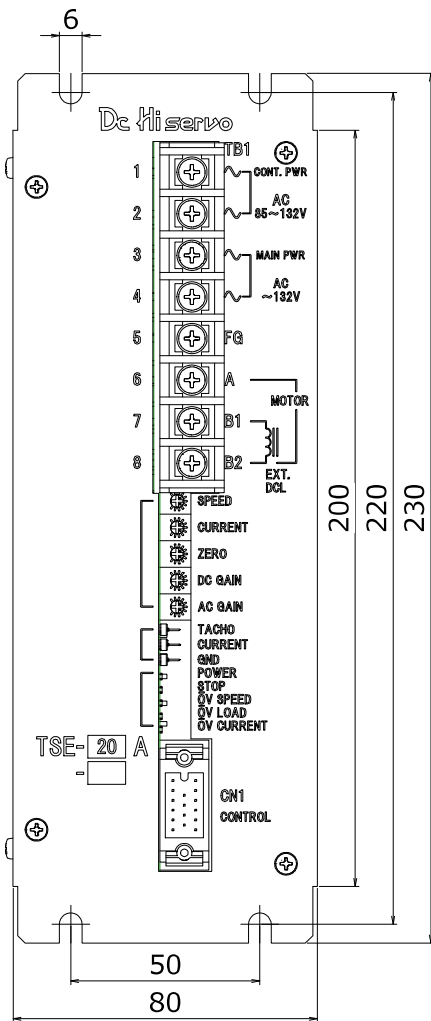 6
Dc Hiservo
TB1
1 CONT. PWR
AC
2 85~132V
3 MAIN PWR
AC
4 ~132V
5 FG
6 A
MOTOR
7 B1
8 B2
EXT.
DCL
SPEED
CURRENT
ZERO
DC GAIN
AC GAIN
TACHO
CURRENT
GND
POWER
STOP
OV SPEED
OV LOAD
OV CURRENT
TSE- 20 A
-
CN1
CONTROL
200
220
230
50
80